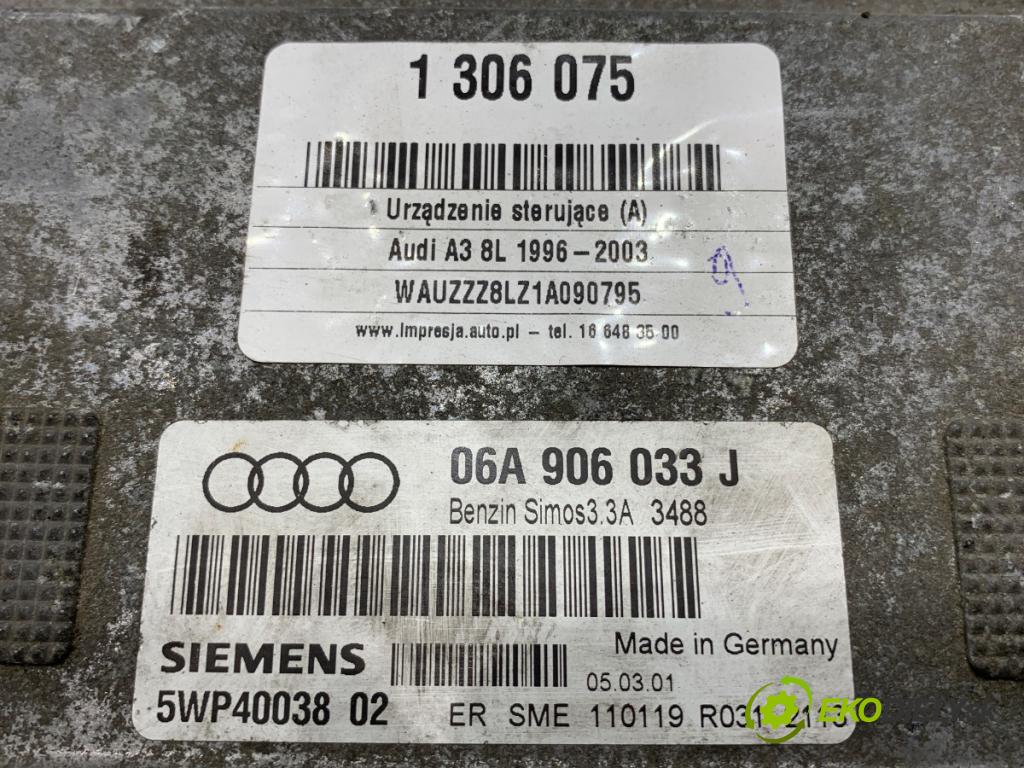 1 306 075
Urządzenie sterujące (A)
Audi A3 8L 1996-2003
WAUZZZ8LZ1A090795
www.Impresja.auto.pl - tel. 16 648 35 00
06A 906 033 J
Benzin Simos3.3A 3488
SIEMENS
Made in Germany
05.03.01
5WP40038 02
ER SME 110119
EKO